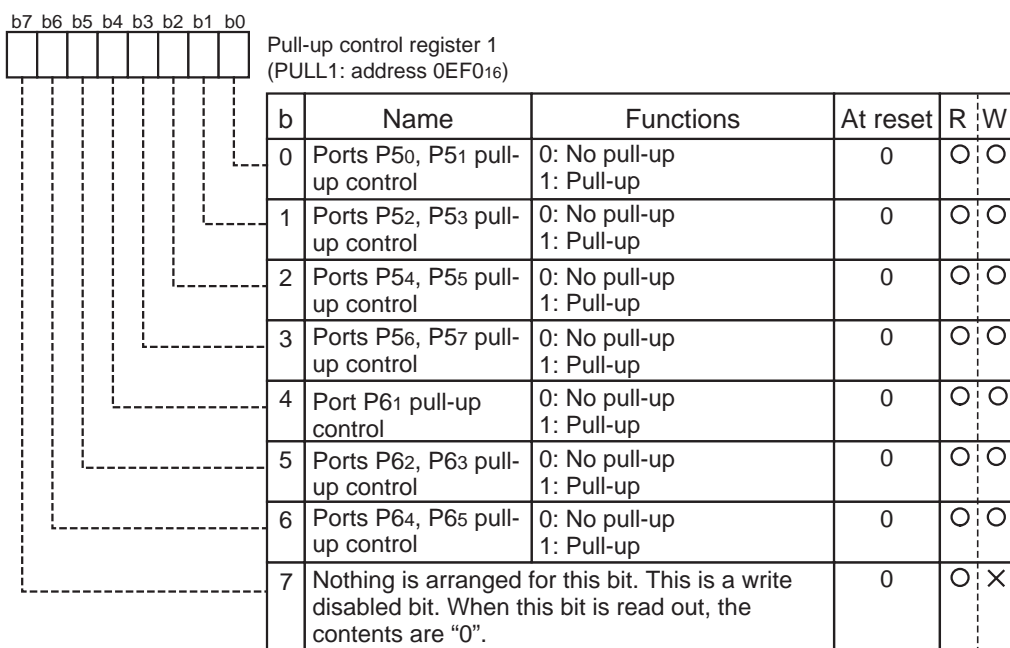 b7 b6 b5 b4 b3 b2 b1 b0
Pull-up control register 1
(PULL1: address 0EF016)
b Name Functions At reset R W
0 Ports P50, P51 pull- 0: No pull-up 0 O O
up control 1: Pull-up
1 Ports P52, P53 pull- 0: No pull-up 0 O O
up control 1: Pull-up
2 Ports P54, P55 pull- 0: No pull-up 0 O O
up control 1: Pull-up
3 Ports P56, P57 pull- 0: No pull-up 0 O O
up control 1: Pull-up
4 Port P61 pull-up 0: No pull-up 0 O O
control 1: Pull-up
5 Ports P62, P63 pull- 0: No pull-up 0 O O
up control 1: Pull-up
6 Ports P64, P65 pull- 0: No pull-up 0 O O
up control 1: Pull-up
7 Nothing is arranged for this bit. This is a write 0 O ×
disabled bit. When this bit is read out, the
contents are “0”.